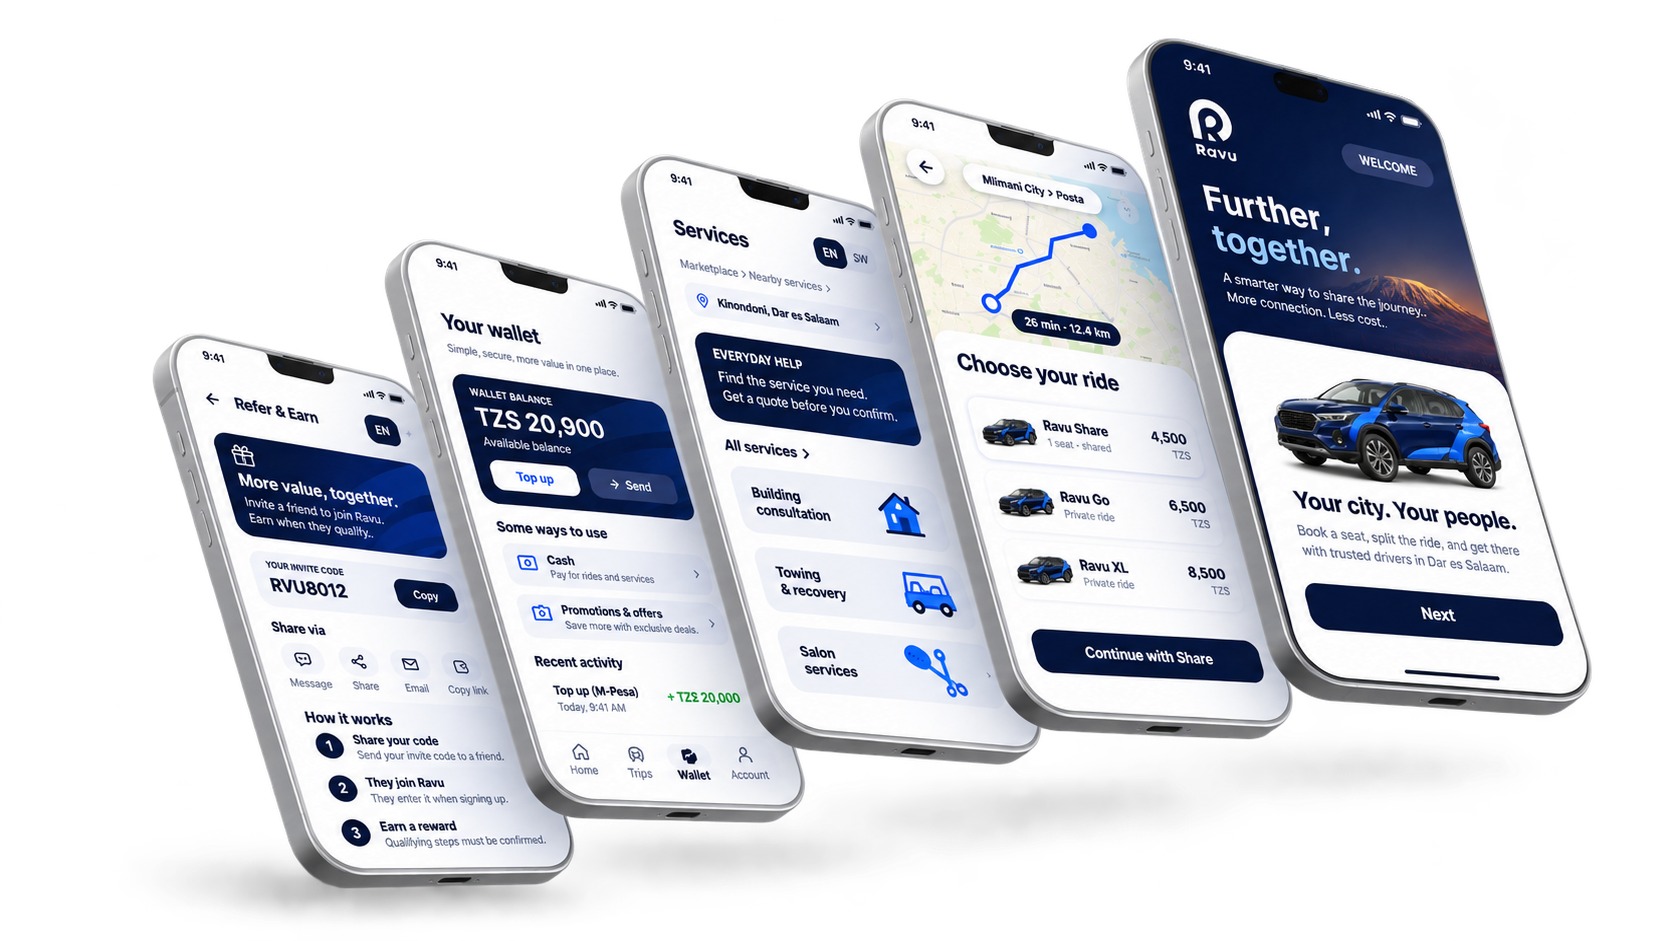 9:41
Refer & Earn
EN
More value, together.
Invite a friend to join Ravu.
Earn when they qualify..
YOUR INVITE CODE
RVU8012
Copy
Share via
Message
Share
Email
Copy link
How it works
1
Share your code
Send your invite code to a friend.
2
They join Ravu
They enter it when signing up.
3
Earn a reward
Qualifying steps must be confirmed.
9:41
Your wallet
Simple, secure, more value in one place.
WALLET BALANCE
TZS 20,900
Available balance
Top up
→ Send
Some ways to use
Cash
Pay for rides and services
Promotions & offers
Save more with exclusive deals.
Recent activity
Top up (M-Pesa)
+ TZS 20,000
Today, 9:41 AM
Home
Trips
Wallet
Account
9:41
Services
EN
SW
Marketplace > Nearby services >
Kinondoni, Dar es Salaam
EVERYDAY HELP
Find the service you need.
Get a quote before you confirm.
All services >
Building
consultation
Towing
& recovery
Salon
services
9:41
Mlimani City > Posta
26 min - 12.4 km
Choose your ride
Ravu Share
4,500
1 seat - shared
TZS
Ravu Go
6,500
Private ride
TZS
Ravu XL
8,500
Private ride
TZS
Continue with Share
9:41
Ravu
WELCOME
Further,
together.
A smarter way to share the journey..
More connection. Less cost..
Your city. Your people.
Book a seat, split the ride, and get there
with trusted drivers in Dar es Salaam.
Next